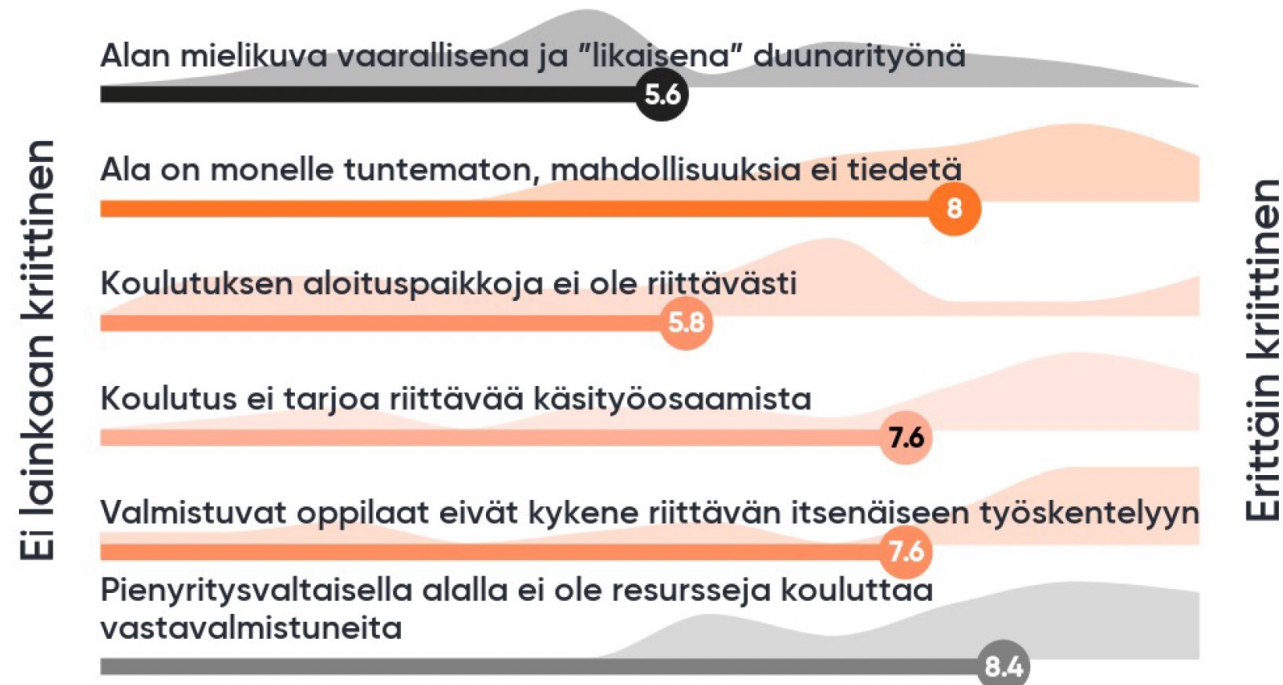 Ei lainkaan kriittinen
Alan mielikuva vaarallisena ja ”likaisena” duunarityönä
5.6
Ala on monelle tuntematon, mahdollisuuksia ei tiedetä
8
Koulutuksen aloituspaikkoja ei ole riittävästi
5.8
Koulutus ei tarjoa riittävää käsityöosaamista
7.6
Valmistuvat oppilaat eivät kykene riittävän itsenäiseen työskentelyyn
7.6
Pienyritysvaltaisella alalla ei ole resursseja kouluttaa
vastavalmistuneita
8.4
Erittäin kriittinen